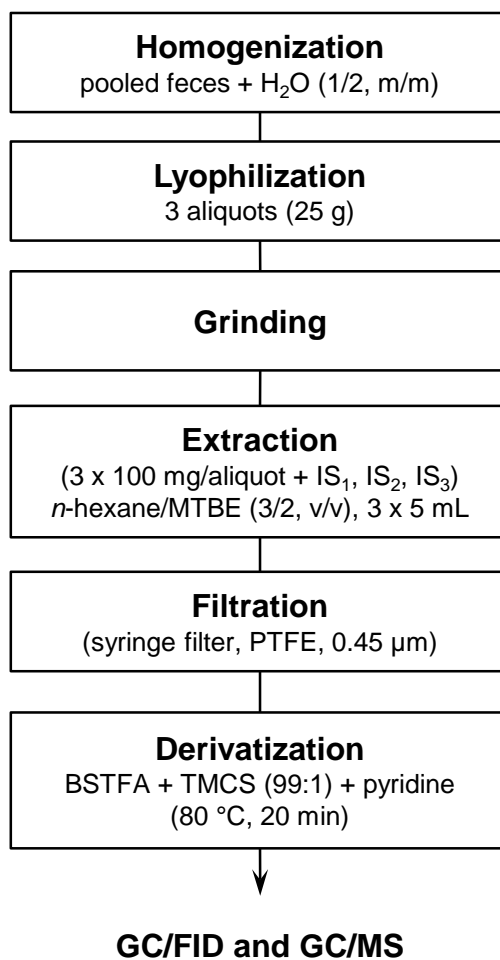 Homogenization
pooled feces + H₂O (1/2, m/m)
Lyophilization
3 aliquots (25 g)
Grinding
Extraction
(3 x 100 mg/aliquot + IS₁, IS₂, IS₃)
n-hexane/MTBE (3/2, v/v), 3 x 5 mL
Filtration
(syringe filter, PTFE, 0.45 µm)
Derivatization
BSTFA + TMCS (99:1) + pyridine
(80 °C, 20 min)
GC/FID and GC/MS